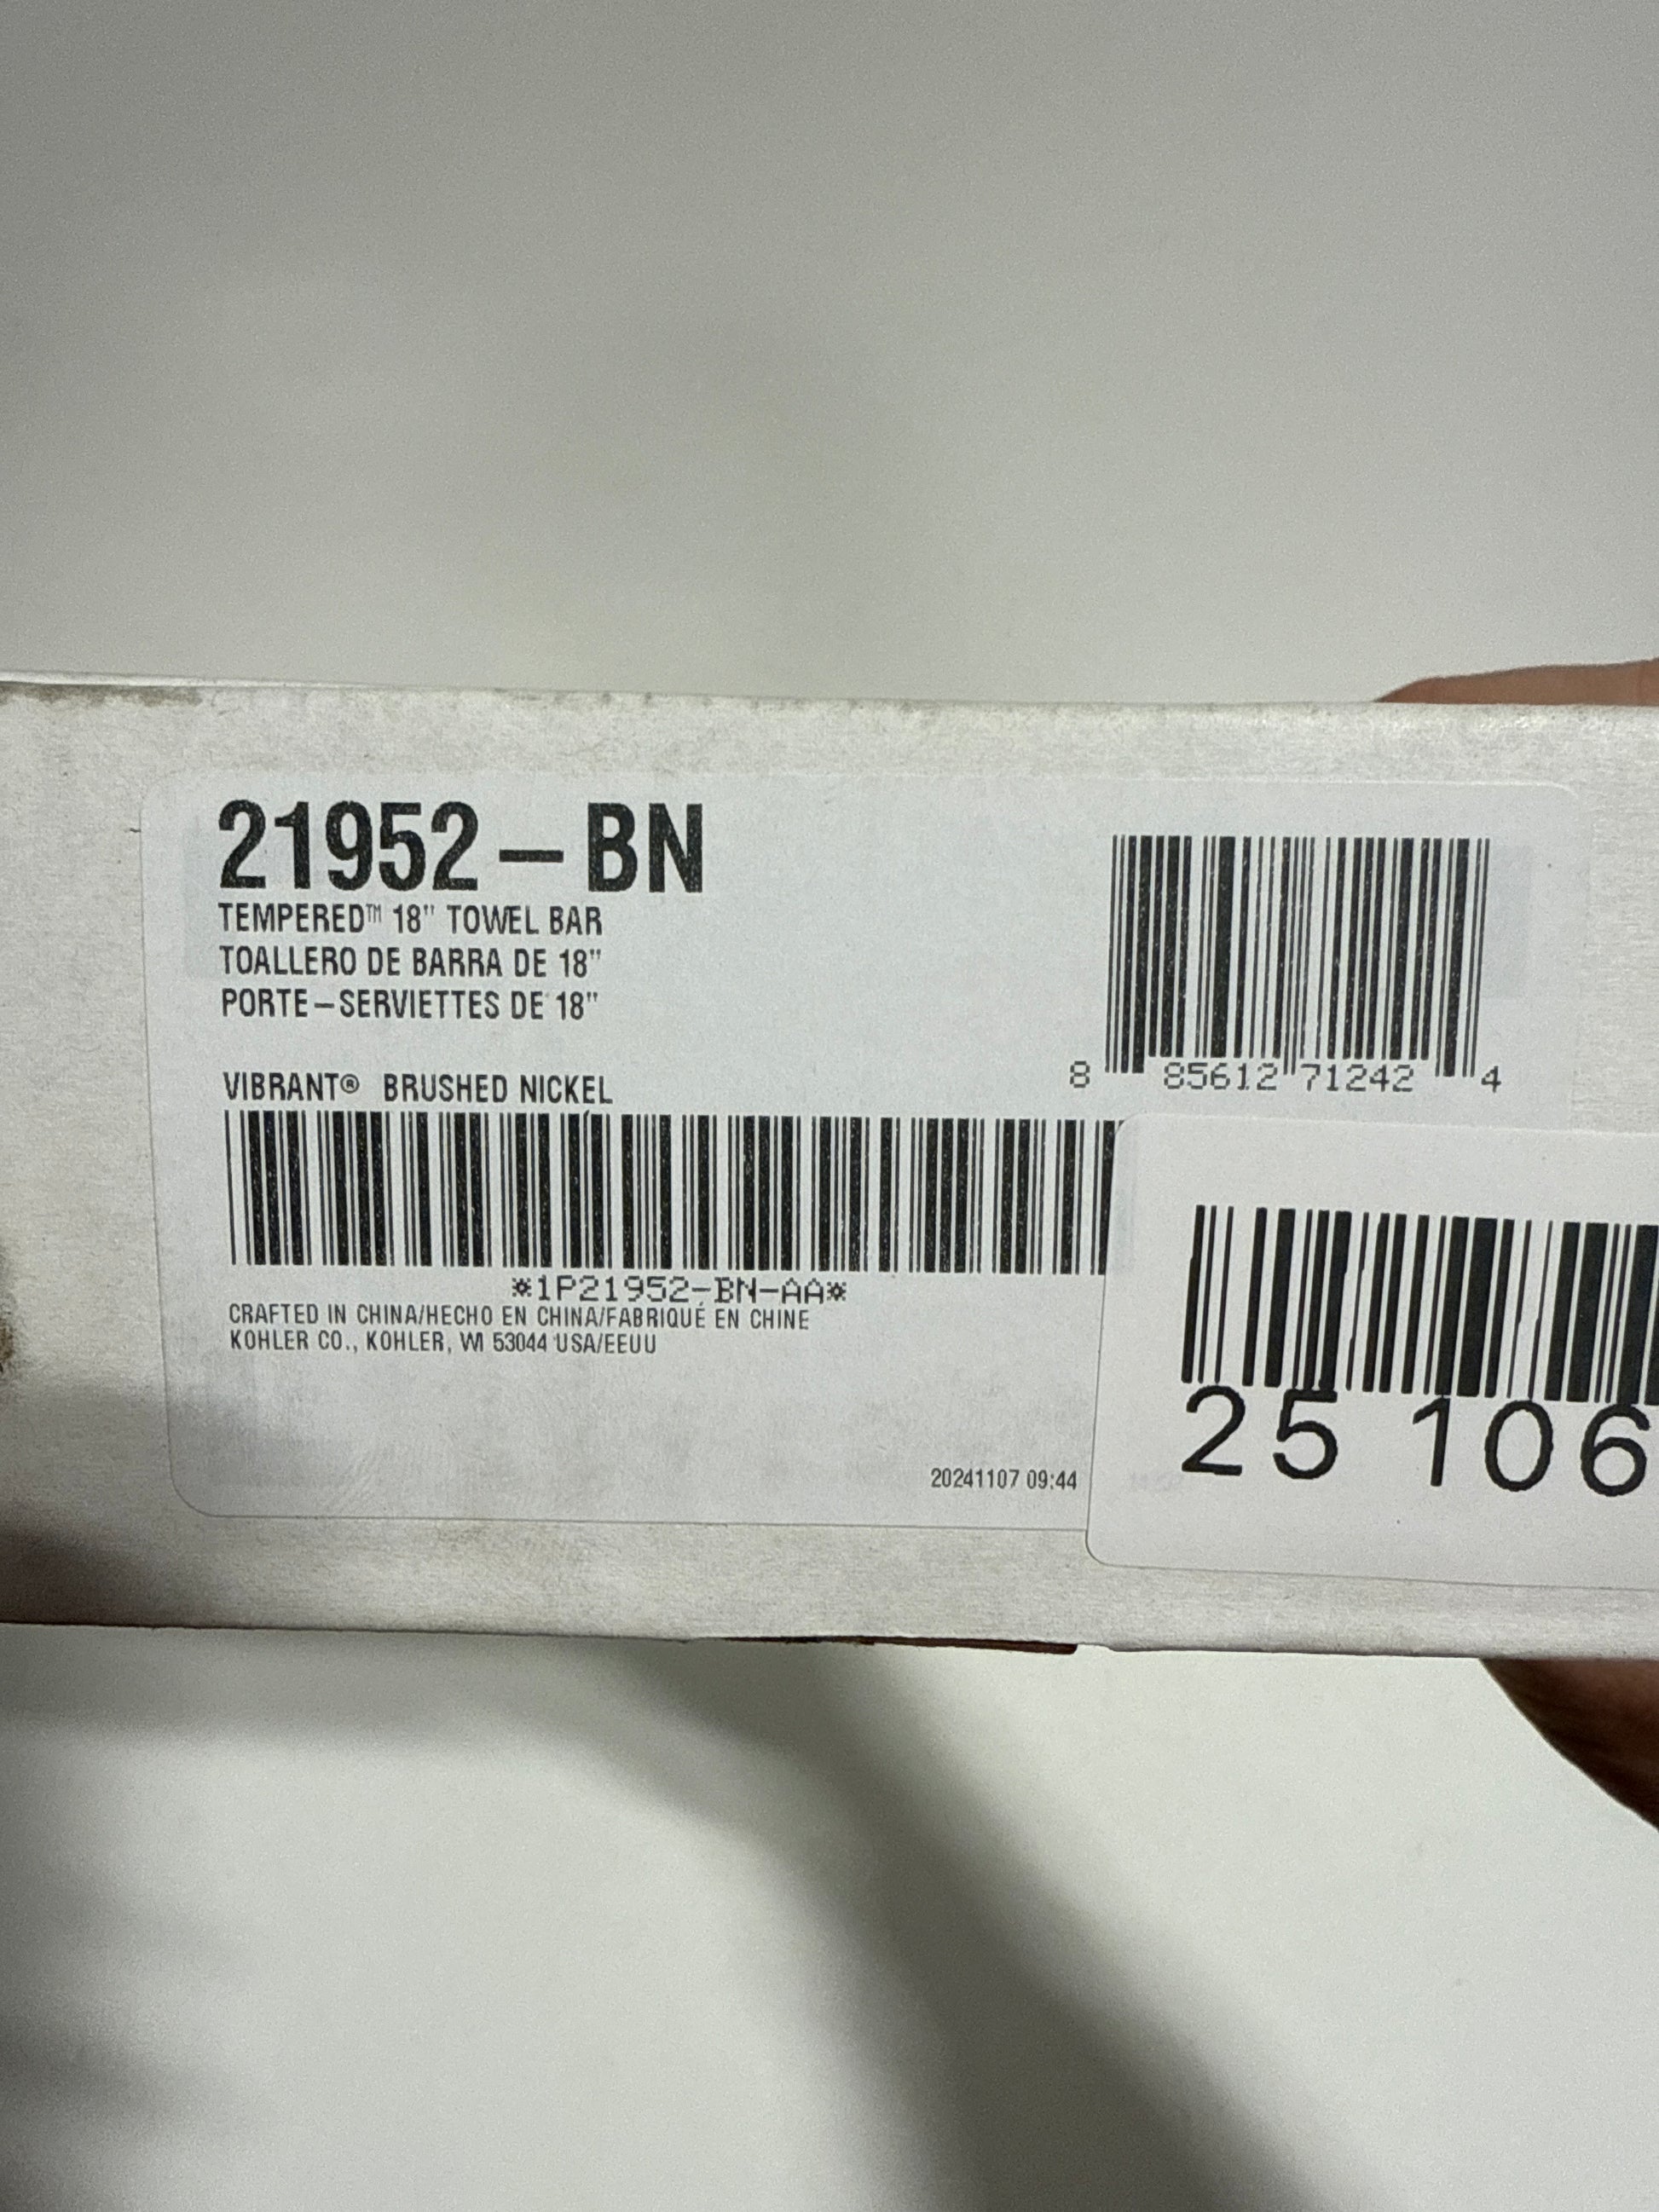 21952-BN
TEMPERED™ 18" TOWEL BAR
TOALLERO DE BARRA DE 18"
PORTE-SERVIETTES DE 18"
VIBRANT® BRUSHED NICKEL
8 85612 71242 4
*1P21952-BN-AA*
CRAFTED IN CHINA/HECHO EN CHINA/FABRIQUÉ EN CHINE
KOHLER CO., KOHLER, WI 53044 USA/EEUU
20241107 09:44
25 106